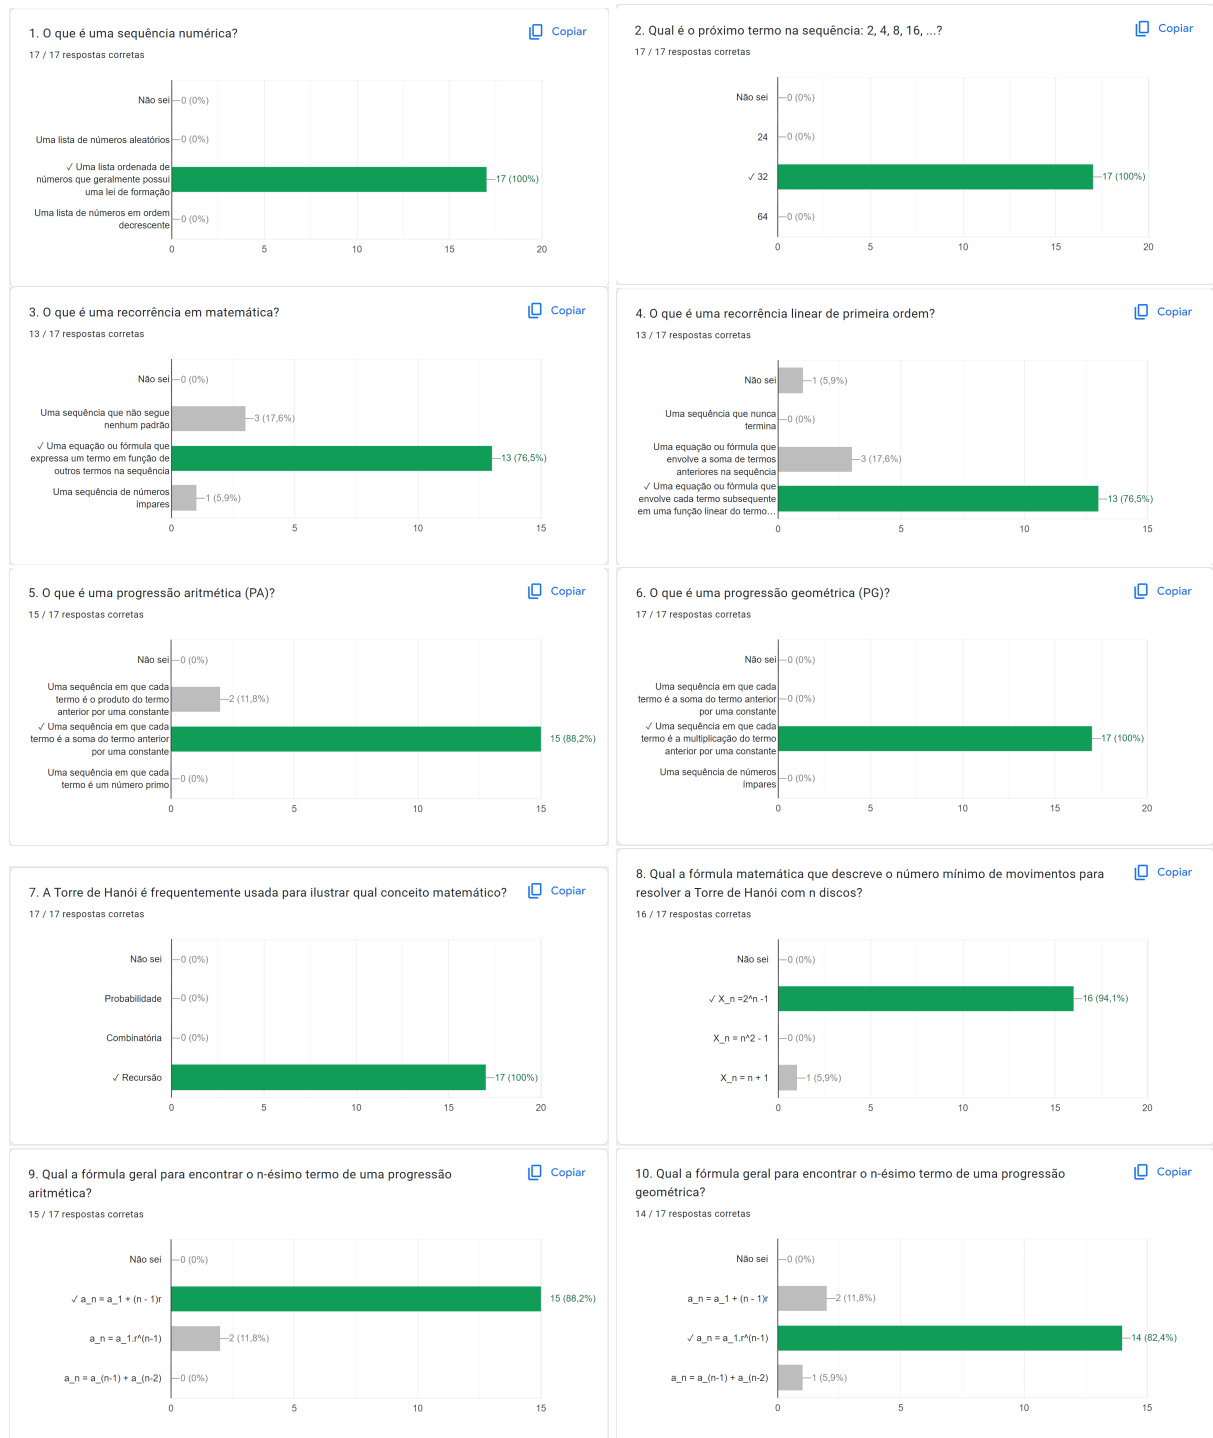 1. O que é uma sequência numérica?
Copiar
17 / 17 respostas corretas
Não sei
0 (0%)
Uma lista de números aleatórios
0 (0%)
✓ Uma lista ordenada de
números que geralmente possui
uma lei de formação
17 (100%)
Uma lista de números em ordem
decrescente
0 (0%)
0 5 10 15 20
2. Qual é o próximo termo na sequência: 2, 4, 8, 16, ...?
Copiar
17 / 17 respostas corretas
Não sei
0 (0%)
24
0 (0%)
✓ 32
17 (100%)
64
0 (0%)
0 5 10 15 20
3. O que é uma recorrência em matemática?
Copiar
13 / 17 respostas corretas
Não sei
0 (0%)
Uma sequência que não segue
nenhum padrão
3 (17,6%)
✓ Uma equação ou fórmula que
expressa um termo em função de
outros termos na sequência
13 (76,5%)
Uma sequência de números
ímpares
1 (5,9%)
0 5 10 15
4. O que é uma recorrência linear de primeira ordem?
Copiar
13 / 17 respostas corretas
Não sei
1 (5,9%)
Uma sequência que nunca
termina
0 (0%)
Uma equação ou fórmula que
envolve a soma de termos
anteriores na sequência
3 (17,6%)
✓ Uma equação ou fórmula que
envolve cada termo subsequente
em uma função linear do termo…
13 (76,5%)
0 5 10 15
5. O que é uma progressão aritmética (PA)?
Copiar
15 / 17 respostas corretas
Não sei
0 (0%)
Uma sequência em que cada
termo é o produto do termo
anterior por uma constante
2 (11,8%)
✓ Uma sequência em que cada
termo é a soma do termo anterior
por uma constante
15 (88,2%)
Uma sequência em que cada
termo é um número primo
0 (0%)
0 5 10 15
6. O que é uma progressão geométrica (PG)?
Copiar
17 / 17 respostas corretas
Não sei
0 (0%)
Uma sequência em que cada
termo é a soma do termo anterior
por uma constante
0 (0%)
✓ Uma sequência em que cada
termo é a multiplicação do termo
anterior por uma constante
17 (100%)
Uma sequência de números
ímpares
0 (0%)
0 5 10 15 20
7. A Torre de Hanói é frequentemente usada para ilustrar qual conceito matemático?
Copiar
17 / 17 respostas corretas
Não sei
0 (0%)
Probabilidade
0 (0%)
Combinatória
0 (0%)
✓ Recursão
17 (100%)
0 5 10 15 20
8. Qual a fórmula matemática que descreve o número mínimo de movimentos para
resolver a Torre de Hanói com n discos?
Copiar
16 / 17 respostas corretas
Não sei
0 (0%)
✓ X_n =2^n -1
16 (94,1%)
X_n = n^2 - 1
0 (0%)
X_n = n + 1
1 (5,9%)
0 5 10 15 20
9. Qual a fórmula geral para encontrar o n-ésimo termo de uma progressão
aritmética?
Copiar
15 / 17 respostas corretas
Não sei
0 (0%)
✓ a_n = a_1 + (n - 1)r
15 (88,2%)
a_n = a_1.r^(n-1)
2 (11,8%)
a_n = a_(n-1) + a_(n-2)
0 (0%)
0 5 10 15
10. Qual a fórmula geral para encontrar o n-ésimo termo de uma progressão
geométrica?
Copiar
14 / 17 respostas corretas
Não sei
0 (0%)
a_n = a_1 + (n - 1)r
2 (11,8%)
✓ a_n = a_1.r^(n-1)
14 (82,4%)
a_n = a_(n-1) + a_(n-2)
1 (5,9%)
0 5 10 15